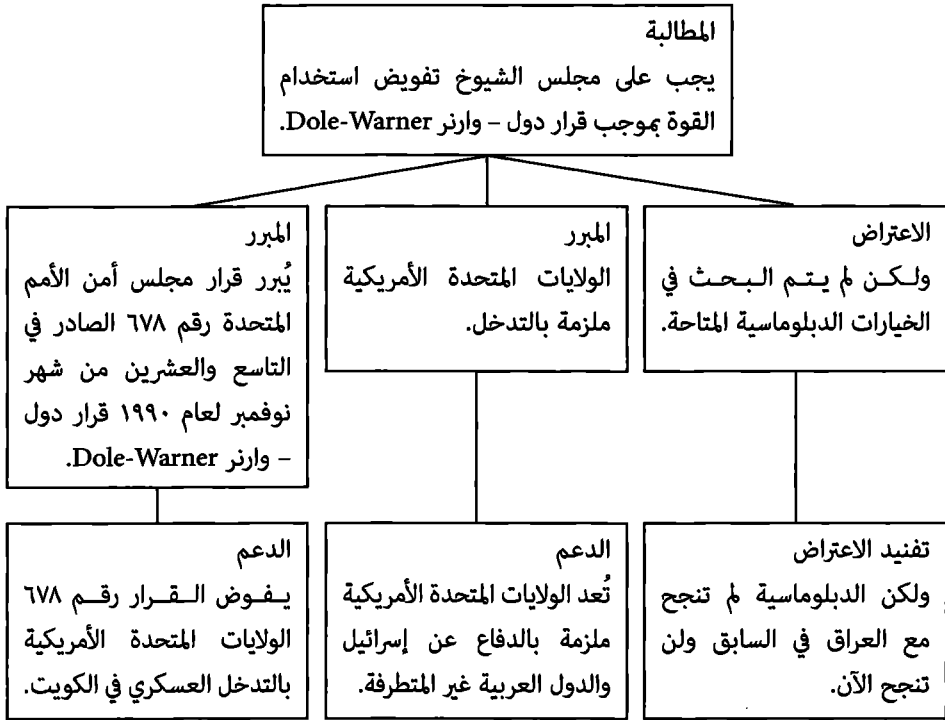 المطالبة
يجب على مجلس الشيوخ تفويض استخدام
القوة بموجب قرار دول – وارنر Dole-Warner.
الاعتراض
ولكن لم يتم البحث في
الخيارات الدبلوماسية المتاحة.
المبرر
الولايات المتحدة الأمريكية
ملزمة بالتدخل.
المبرر
يُبرر قرار مجلس أمن الأمم
المتحدة رقم ٦٧٨ الصادر في
التاسع والعشرين من شهر
نوفمبر لعام ١٩٩٠ قرار دول
– وارنر Dole-Warner.
تفنيد الاعتراض
ولكن الدبلوماسية لم تنجح
مع العراق في السابق ولن
تنجح الآن.
الدعم
تُعد الولايات المتحدة الأمريكية
ملزمة بالدفاع عن إسرائيل
والدول العربية غير المتطرفة.
الدعم
يفوض القرار رقم ٦٧٨
الولايات المتحدة الأمريكية
بالتدخل العسكري في الكويت.